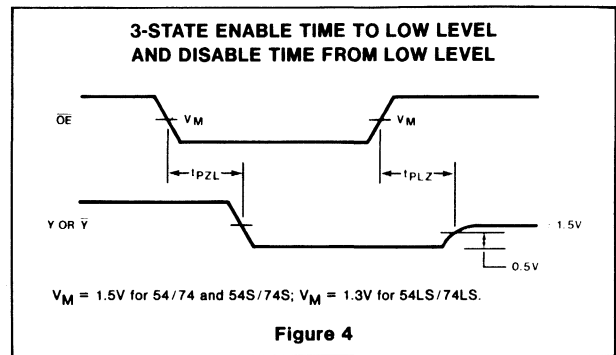 3-STATE ENABLE TIME TO LOW LEVEL
AND DISABLE TIME FROM LOW LEVEL
O̅E̅
VM
VM
tPZL
tPLZ
Y OR Y̅
1.5V
0.5V
VM = 1.5V for 54/74 and 54S/74S; VM = 1.3V for 54LS/74LS.
Figure 4